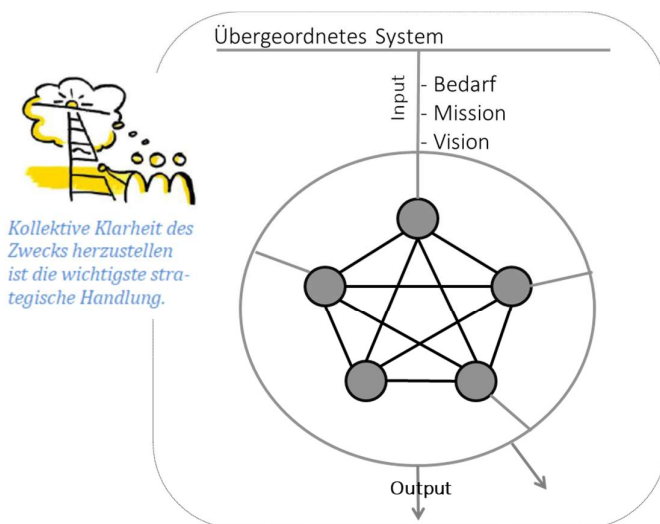 Übergeordnetes System
Input
- Bedarf
- Mission
- Vision
Kollektive Klarheit des
Zwecks herzustellen
ist die wichtigste stra-
tegische Handlung.
Output